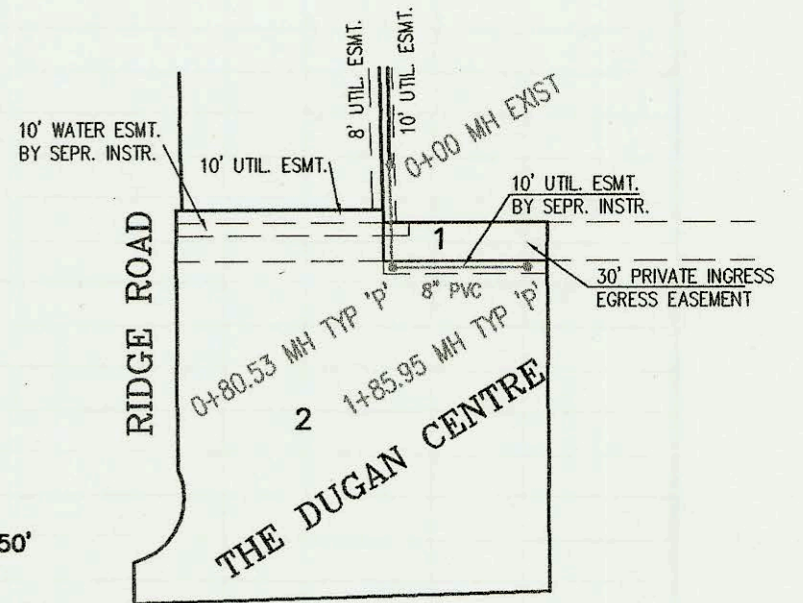 8' UTIL. ESMT.
10' UTIL. ESMT.
0+00 MH EXIST
10' WATER ESMT.
BY SEPR. INSTR.
10' UTIL. ESMT.
10' UTIL. ESMT.
BY SEPR. INSTR.
1
30' PRIVATE INGRESS
EGRESS EASEMENT
8" PVC
RIDGE ROAD
0+80.53 MH TYP 'P'
1+85.95 MH TYP 'P'
2
THE DUGAN CENTRE
50'